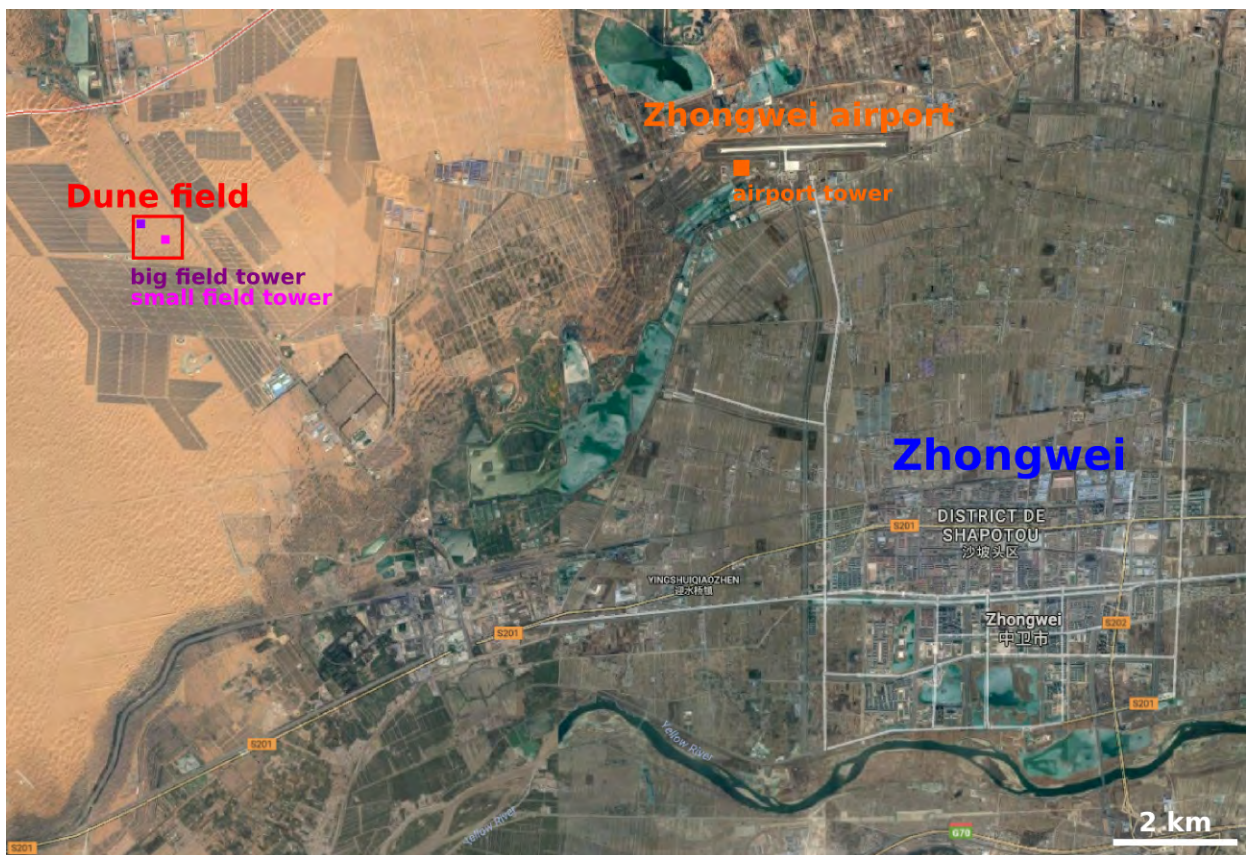 Zhongwei airport
airport tower
Dune field
big field tower
small field tower
Zhongwei
DISTRICT DE
SHAPOTOU
沙坡头区
S201
YINGSHUIQIAOZHEN
迎水桥镇
Zhongwei
中卫市
S202
S201
S201
S201
Yellow River
Yellow River
S201
G70
2 km